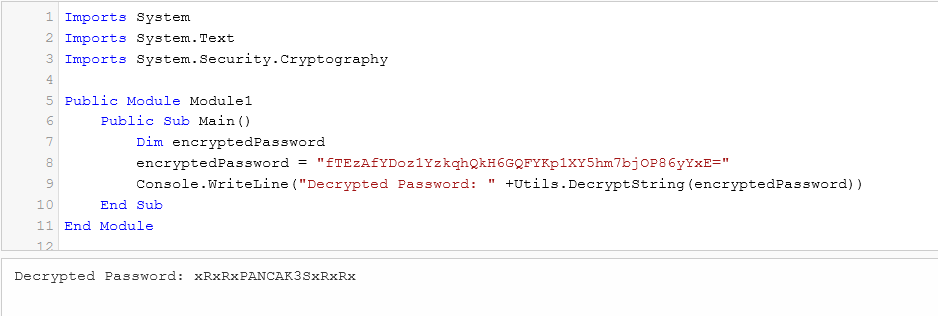 1 Imports System
2 Imports System.Text
3 Imports System.Security.Cryptography
4
5 Public Module Module1
6 Public Sub Main()
7 Dim encryptedPassword
8 encryptedPassword = "fTEzAfYDoz1YzkqhQkH6GQFYKp1XY5hm7bjOP86yYxE="
9 Console.WriteLine("Decrypted Password: " +Utils.DecryptString(encryptedPassword))
10 End Sub
11 End Module
12
Decrypted Password: xRxRxPANCAK3SxRxRx